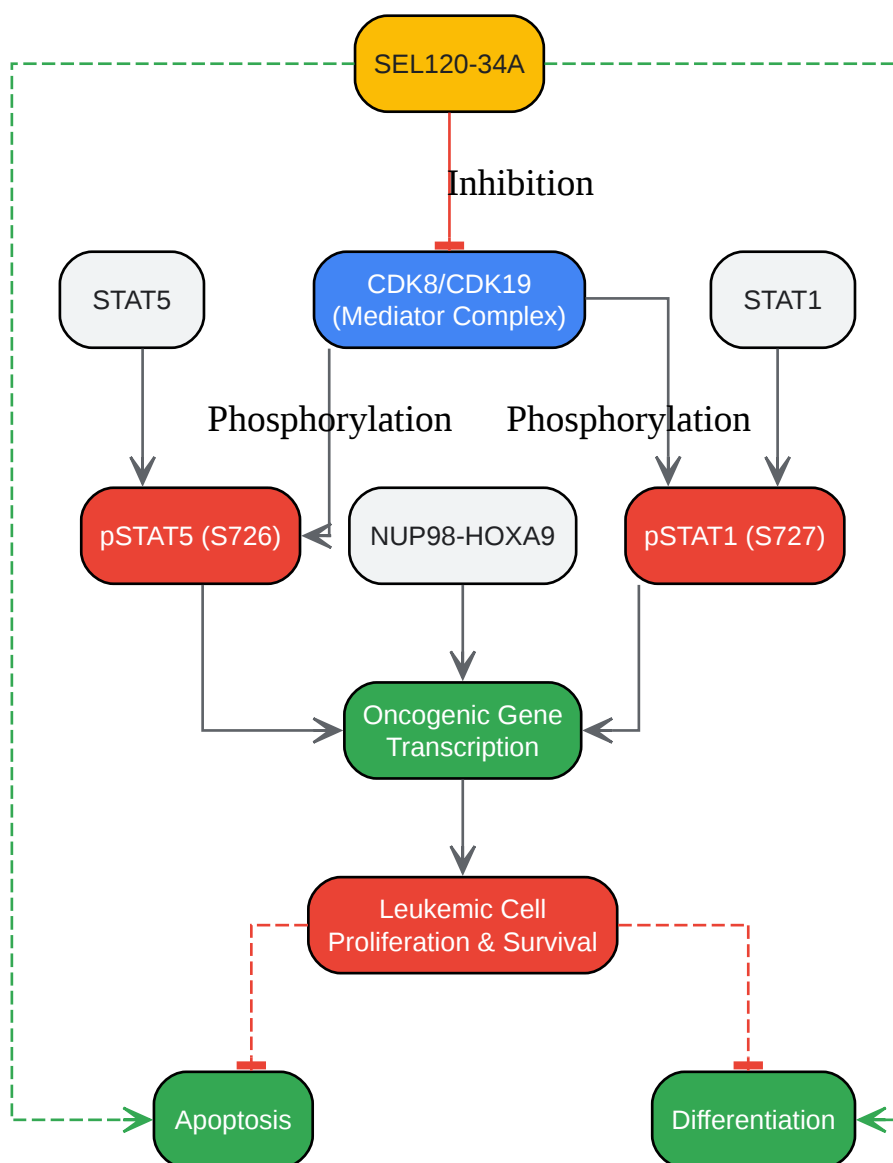 SEL120-34A
Inhibition
STAT5
CDK8/CDK19
(Mediator Complex)
STAT1
Phosphorylation
Phosphorylation
pSTAT5 (S726)
NUP98-HOXA9
pSTAT1 (S727)
Oncogenic Gene
Transcription
Leukemic Cell
Proliferation & Survival
Apoptosis
Differentiation